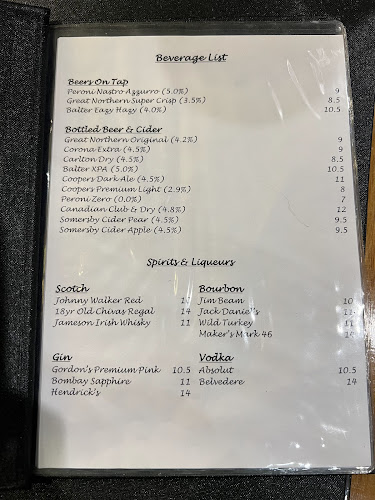 Beverage List
Beers On Tap
Peroni Nastro Azzurro (5.0%) 9
Great Northern Super Crisp (3.5%) 8.5
Balter Eazy Hazy (4.0%) 10.5
Bottled Beer & Cider
Great Northern Original (4.2%) 9
Corona Extra (4.5%) 9
Carlton Dry (4.5%) 8.5
Balter XPA (5.0%) 10.5
Coopers Dark Ale (4.5%) 11
Coopers Premium Light (2.9%) 8
Peroni Zero (0.0%) 7
Canadian Club & Dry (4.8%) 12
Somersby Cider Pear (4.5%) 9.5
Somersby Cider Apple (4.5%) 9.5
Spirits & Liqueurs
Scotch
Johnny Walker Red
18yr Old Chivas Regal 14
Jameson Irish Whisky 11
Bourbon
Jim Beam 10
Jack Daniel's 11
Wild Turkey 11
Maker's Mark 46
Gin
Gordon's Premium Pink 10.5
Bombay Sapphire 11
Hendrick's 14
Vodka
Absolut 10.5
Belvedere 14